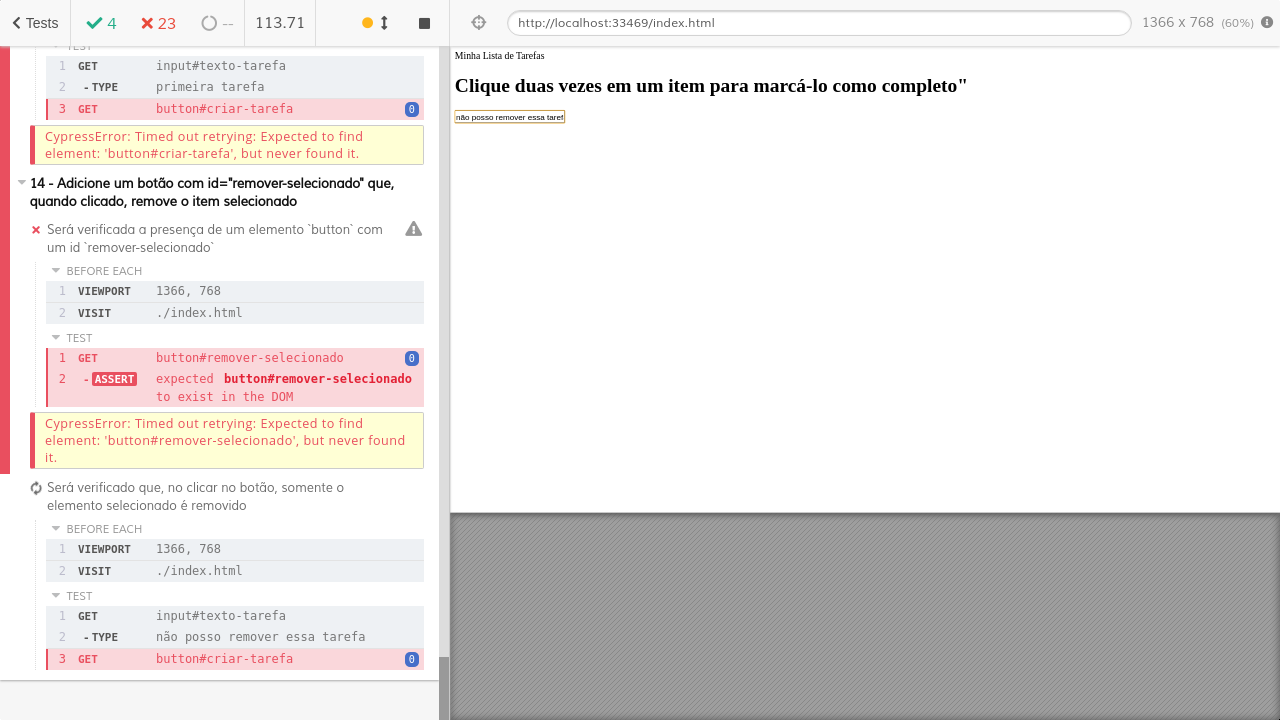 Tests
4
23
--
113.71
http://localhost:33469/index.html
1366 x 768 (60%)
TEST
1 GET input#texto-tarefa
2 -TYPE primeira tarefa
3 GET button#criar-tarefa 0
CypressError: Timed out retrying: Expected to find
element: 'button#criar-tarefa', but never found it.
14 - Adicione um botão com id="remover-selecionado" que,
quando clicado, remove o item selecionado
Será verificada a presença de um elemento `button` com
um id `remover-selecionado`
BEFORE EACH
1 VIEWPORT 1366, 768
2 VISIT ./index.html
TEST
1 GET button#remover-selecionado 0
2 -ASSERT expected button#remover-selecionado
to exist in the DOM
CypressError: Timed out retrying: Expected to find
element: 'button#remover-selecionado', but never found
it.
Será verificado que, no clicar no botão, somente o
elemento selecionado é removido
BEFORE EACH
1 VIEWPORT 1366, 768
2 VISIT ./index.html
TEST
1 GET input#texto-tarefa
2 -TYPE não posso remover essa tarefa
3 GET button#criar-tarefa 0
Minha Lista de Tarefas
Clique duas vezes em um item para marcá-lo como completo"
não posso remover essa taref